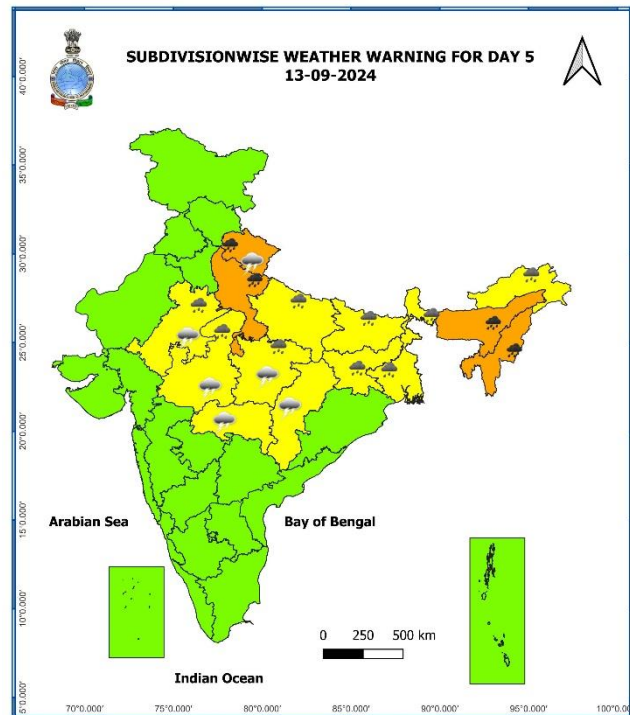 SUBDIVISIONWISE WEATHER WARNING FOR DAY 5
13-09-2024
40°0.000'
35°0.000'
30°0.000'
25°0.000'
20°0.000'
15°0.000'
10°0.000'
5°0.000'
Arabian Sea
Bay of Bengal
0 250 500 km
Indian Ocean
70°0.000' 75°0.000' 80°0.000' 85°0.000' 90°0.000' 95°0.000' 100°0.00